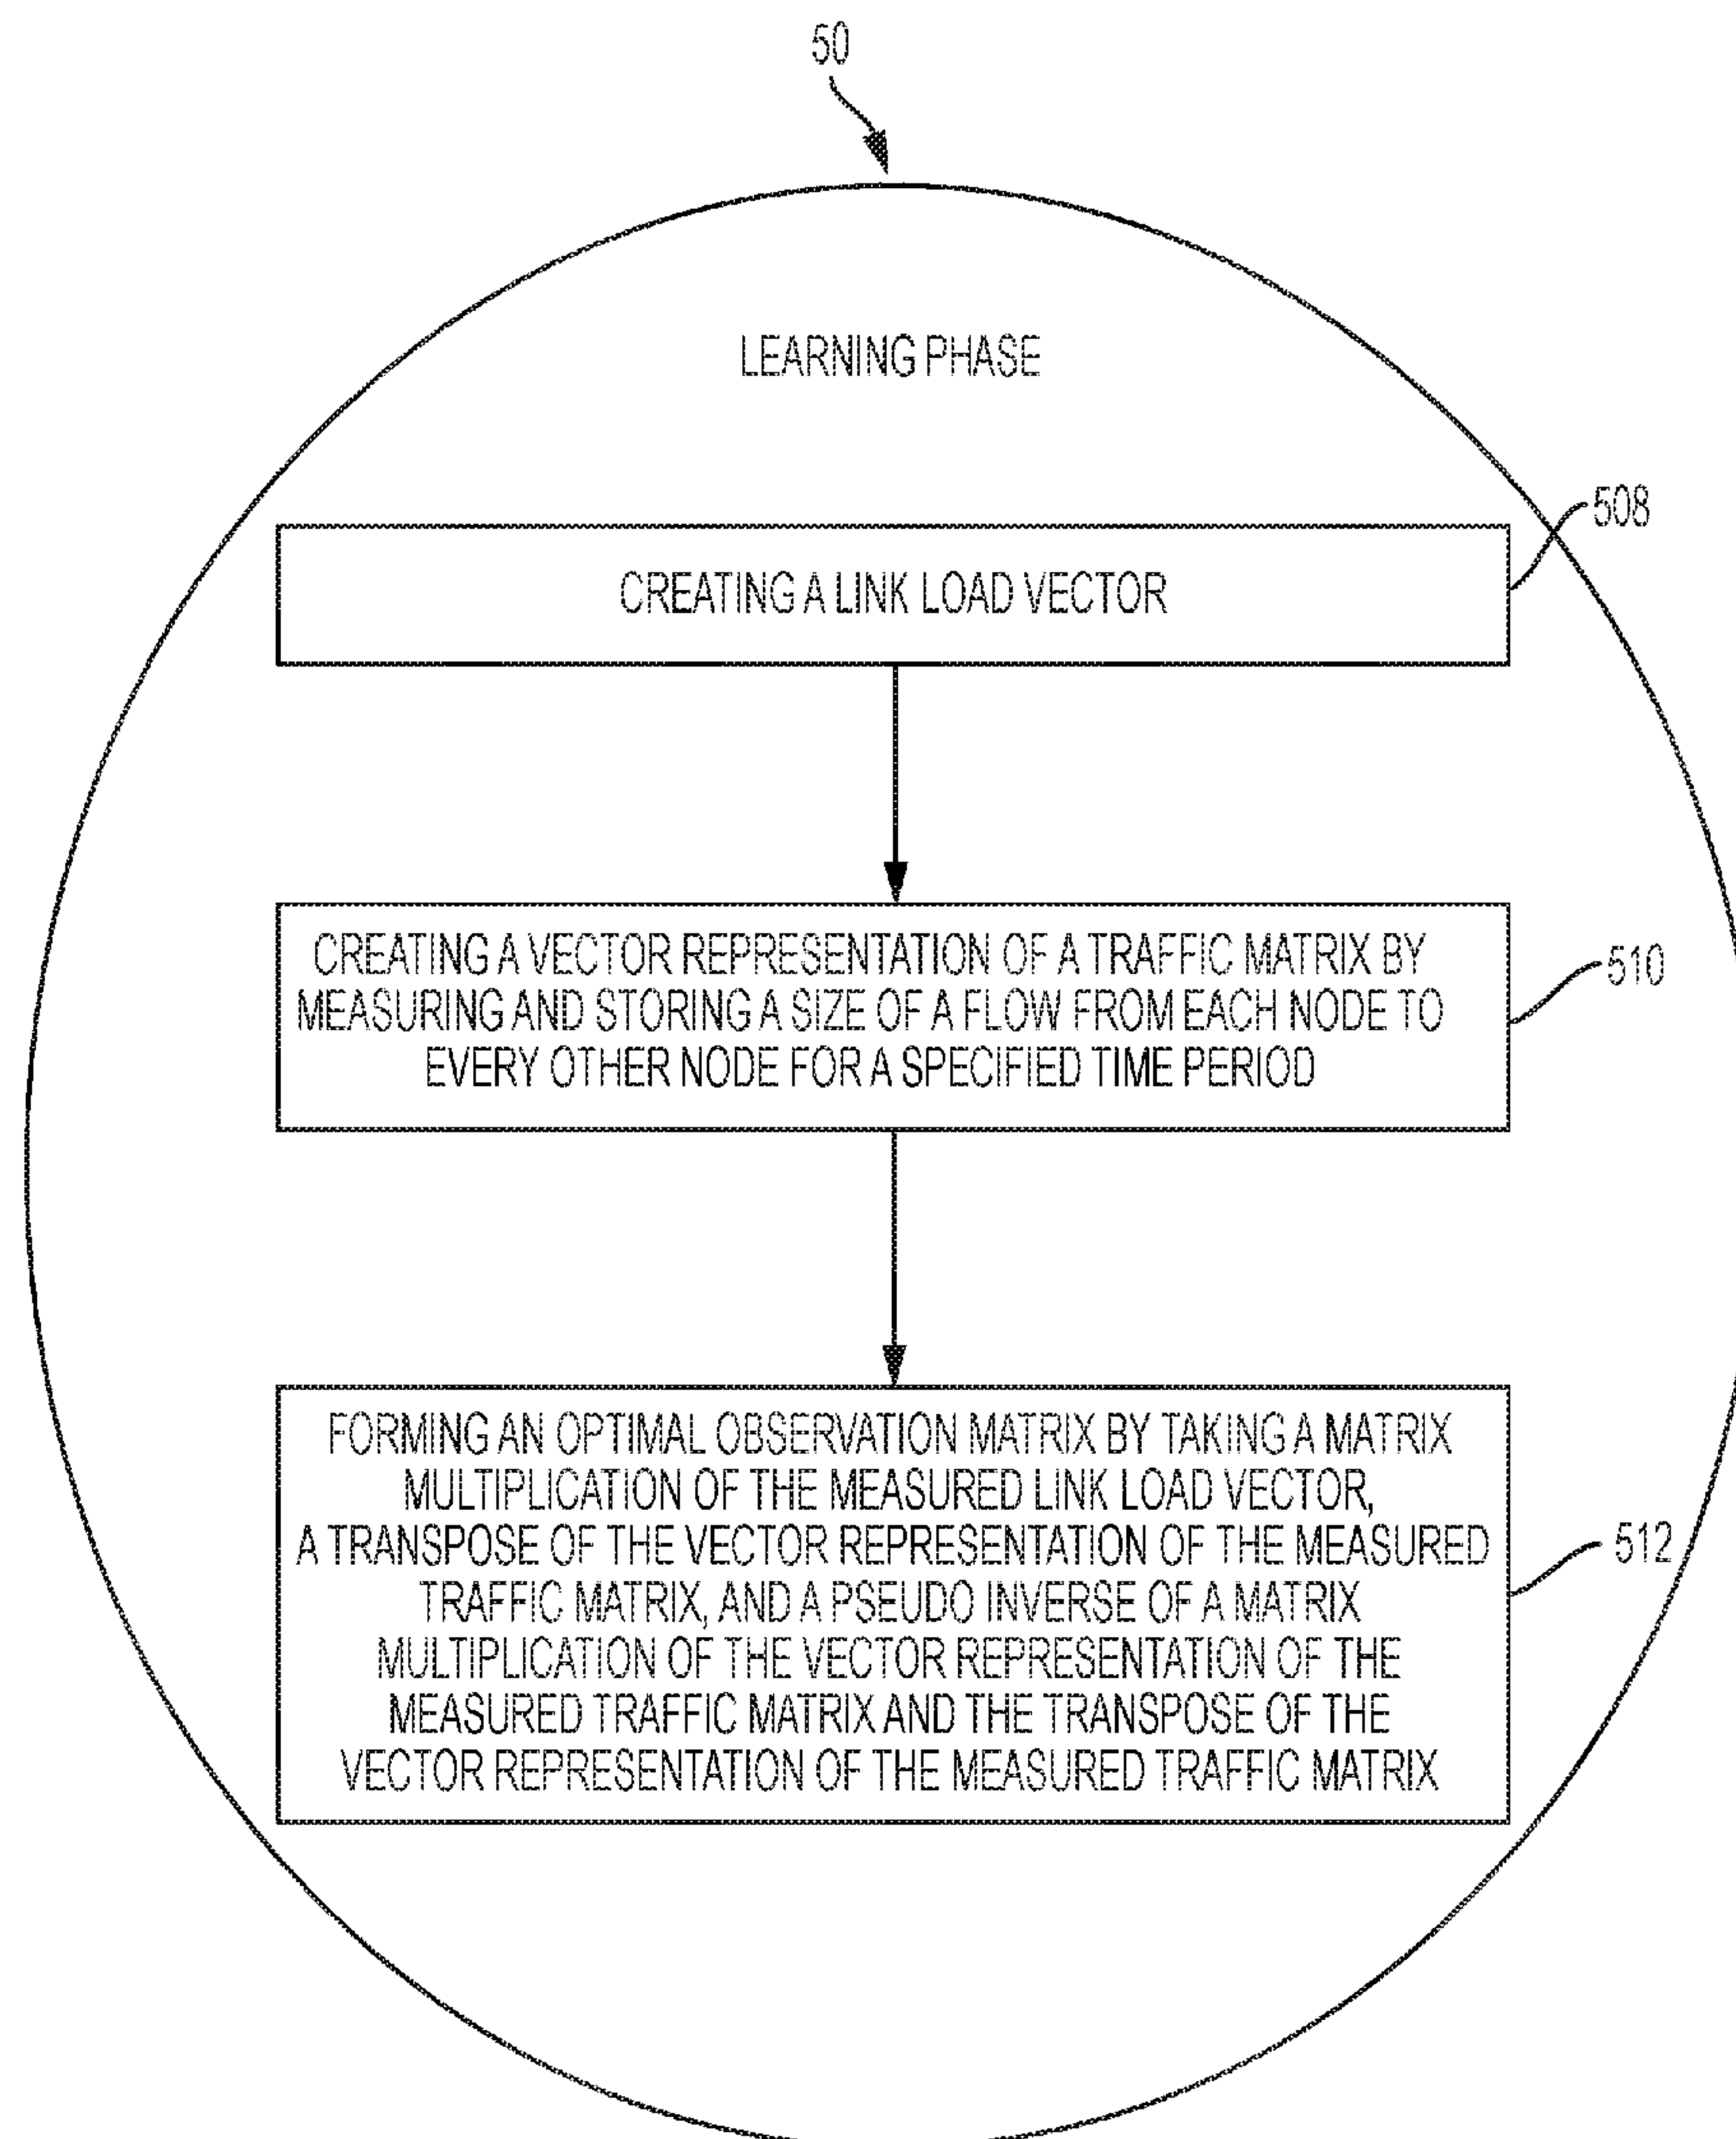 50
LEARNING PHASE
508
CREATING A LINK LOAD VECTOR
CREATING A VECTOR REPRESENTATION OF A TRAFFIC MATRIX BY
MEASURING AND STORING A SIZE OF A FLOW FROM EACH NODE TO
EVERY OTHER NODE FOR A SPECIFIED TIME PERIOD
510
FORMING AN OPTIMAL OBSERVATION MATRIX BY TAKING A MATRIX
MULTIPLICATION OF THE MEASURED LINK LOAD VECTOR,
A TRANSPOSE OF THE VECTOR REPRESENTATION OF THE MEASURED
TRAFFIC MATRIX, AND A PSEUDO INVERSE OF A MATRIX
MULTIPLICATION OF THE VECTOR REPRESENTATION OF THE
MEASURED TRAFFIC MATRIX AND THE TRANSPOSE OF THE
VECTOR REPRESENTATION OF THE MEASURED TRAFFIC MATRIX
512